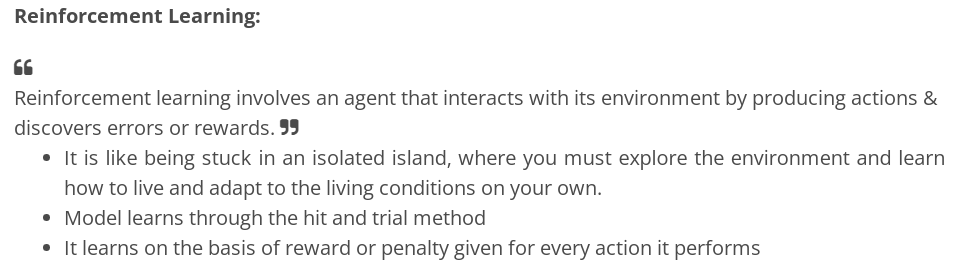 Reinforcement Learning:
❝
Reinforcement learning involves an agent that interacts with its environment by producing actions &
discovers errors or rewards. ❞
• It is like being stuck in an isolated island, where you must explore the environment and learn
how to live and adapt to the living conditions on your own.
• Model learns through the hit and trial method
• It learns on the basis of reward or penalty given for every action it performs